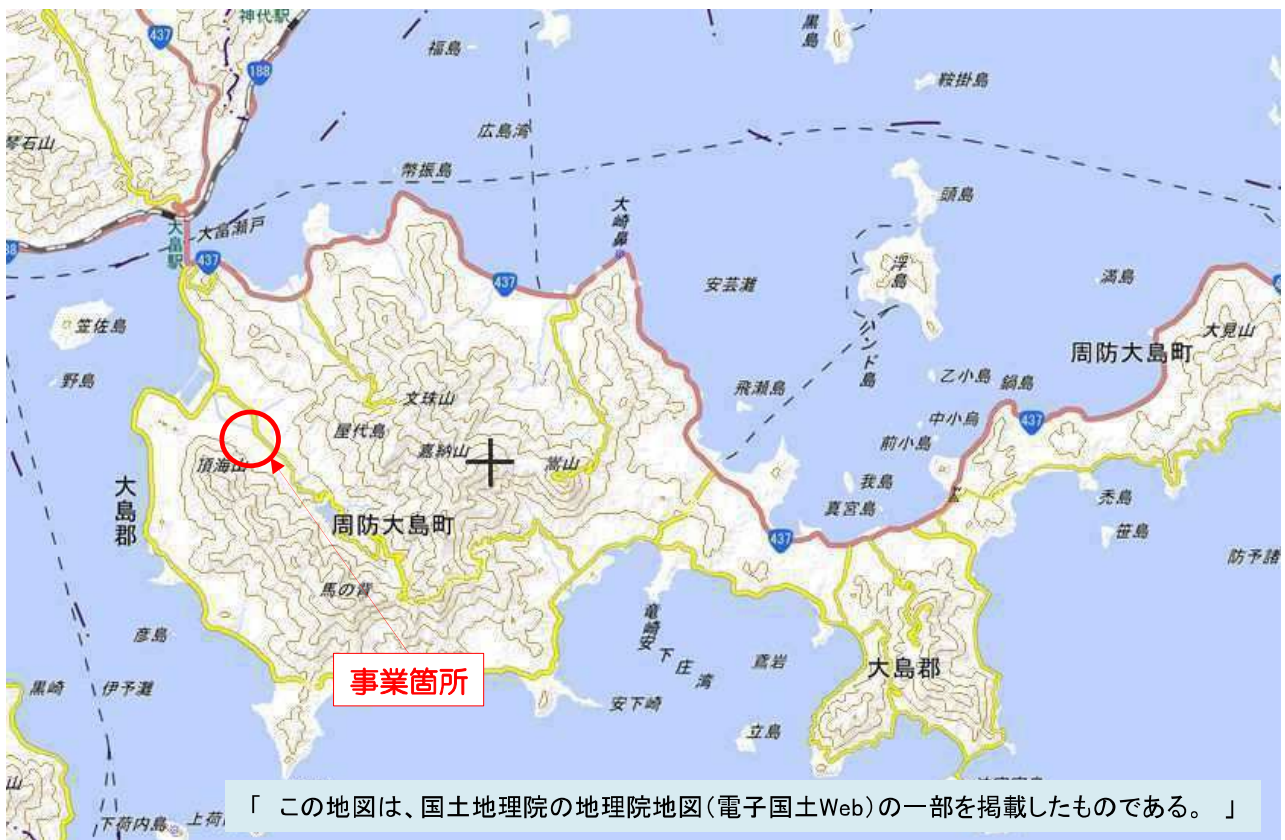 神代駅
437
188
福島
黒島
鞍掛島
広島湾
琴石山
幣振島
頭島
大崎鼻
大畠瀬戸
大畠駅
437
437
安芸灘
浮島
満島
笠佐島
ハンド島
大見山
周防大島町
野島
飛瀬島
乙小島
鍋島
文珠山
中小島
437
屋代島
前小島
嘉納山
嵩山
頂海山
大島郡
我島
禿島
真宮島
周防大島町
笹島
437
防予諸
馬の背
竜崎
彦島
安下庄湾
鳶岩
大島郡
事業箇所
黒崎
伊予灘
安下崎
立島
山
下荷内島
上荷
「 この地図は、国土地理院の地理院地図(電子国土Web)の一部を掲載したものである。 」